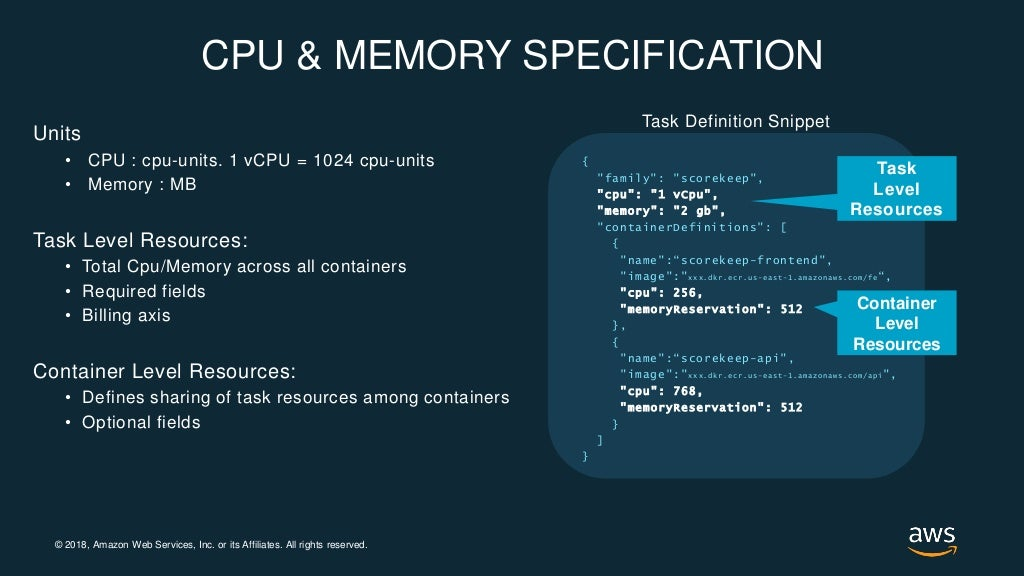 CPU & MEMORY SPECIFICATION
Units
• CPU : cpu-units. 1 vCPU = 1024 cpu-units
• Memory : MB
Task Level Resources:
• Total Cpu/Memory across all containers
• Required fields
• Billing axis
Container Level Resources:
• Defines sharing of task resources among containers
• Optional fields
Task Definition Snippet
{
"family": "scorekeep",
"cpu": "1 vCpu",
"memory": "2 gb",
"containerDefinitions": [
{
"name":“scorekeep-frontend",
"image":"xxx.dkr.ecr.us-east-1.amazonaws.com/fe“,
"cpu": 256,
"memoryReservation": 512
},
{
"name":“scorekeep-api",
"image":"xxx.dkr.ecr.us-east-1.amazonaws.com/api",
"cpu": 768,
"memoryReservation": 512
}
]
}
Task
Level
Resources
Container
Level
Resources
© 2018, Amazon Web Services, Inc. or its Affiliates. All rights reserved.
aws